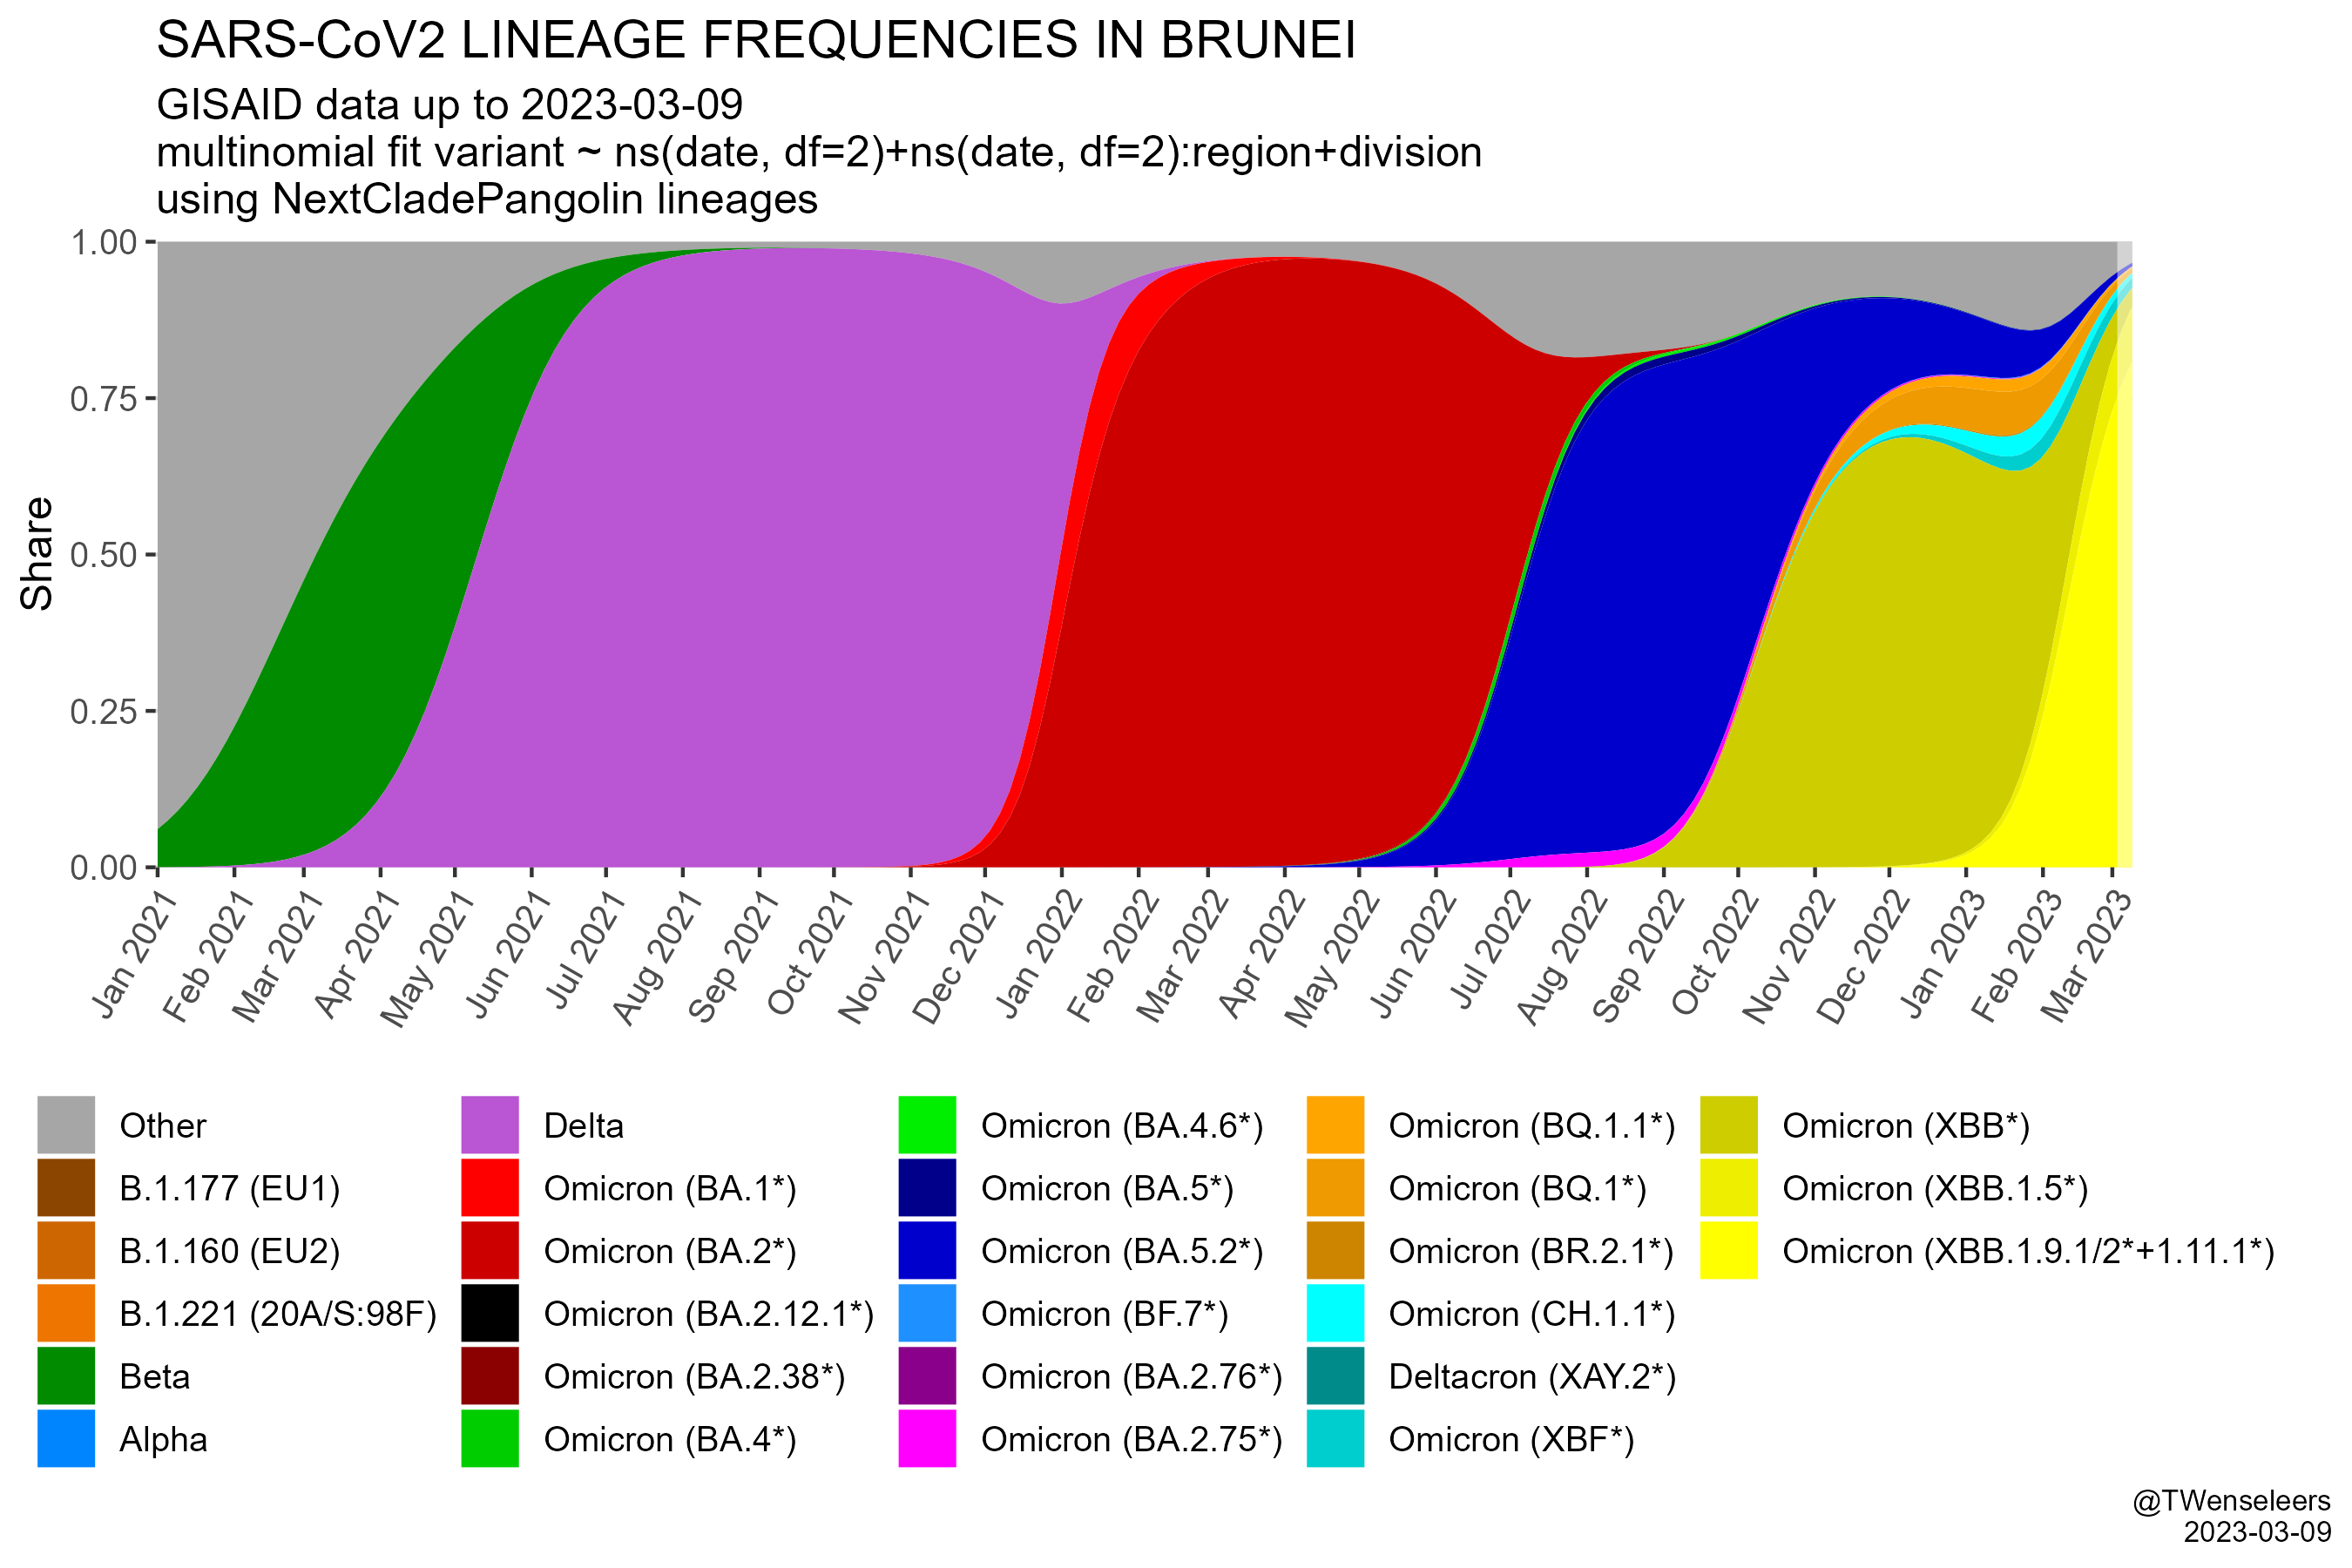 SARS-CoV2 LINEAGE FREQUENCIES IN BRUNEI
GISAID data up to 2023-03-09
multinomial fit variant ~ ns(date, df=2)+ns(date, df=2):region+division
using NextCladePangolin lineages
Share
1.00
0.75
0.50
0.25
0.00
Jan 2021
Feb 2021
Mar 2021
Apr 2021
May 2021
Jun 2021
Jul 2021
Aug 2021
Sep 2021
Oct 2021
Nov 2021
Dec 2021
Jan 2022
Feb 2022
Mar 2022
Apr 2022
May 2022
Jun 2022
Jul 2022
Aug 2022
Sep 2022
Oct 2022
Nov 2022
Dec 2022
Jan 2023
Feb 2023
Mar 2023
Other
B.1.177 (EU1)
B.1.160 (EU2)
B.1.221 (20A/S:98F)
Beta
Alpha
Delta
Omicron (BA.1*)
Omicron (BA.2*)
Omicron (BA.2.12.1*)
Omicron (BA.2.38*)
Omicron (BA.4*)
Omicron (BA.4.6*)
Omicron (BA.5*)
Omicron (BA.5.2*)
Omicron (BF.7*)
Omicron (BA.2.76*)
Omicron (BA.2.75*)
Omicron (BQ.1.1*)
Omicron (BQ.1*)
Omicron (BR.2.1*)
Omicron (CH.1.1*)
Deltacron (XAY.2*)
Omicron (XBF*)
Omicron (XBB*)
Omicron (XBB.1.5*)
Omicron (XBB.1.9.1/2*+1.11.1*)
@TWenseleers
2023-03-09